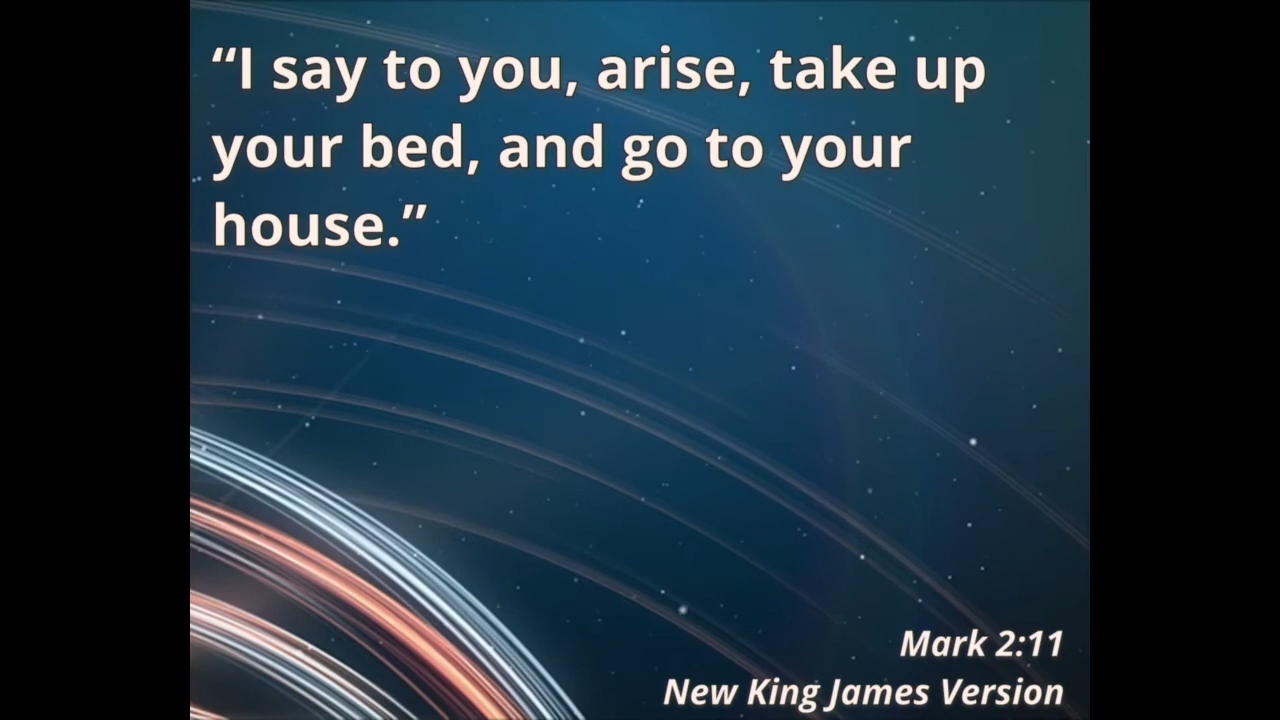 “I say to you, arise, take up
your bed, and go to your
house.”
Mark 2:11
New King James Version